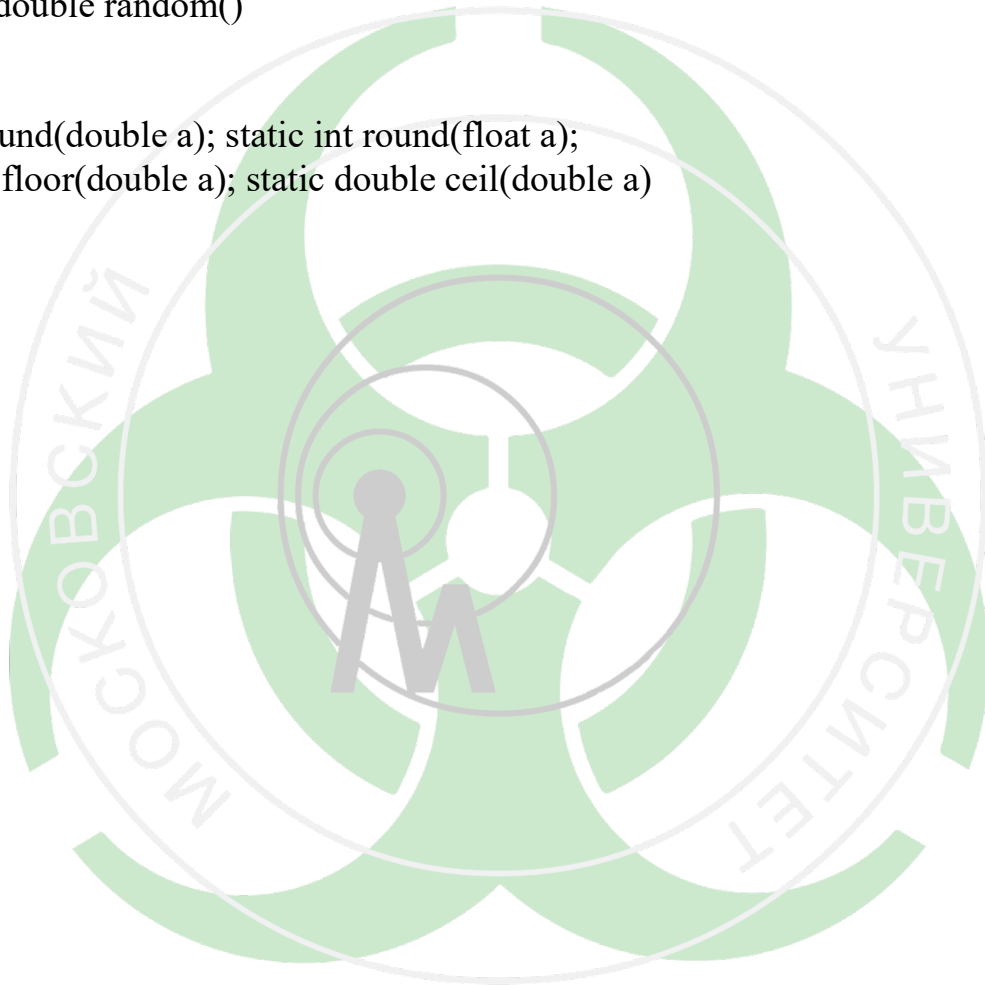 double random()
und(double a); static int round(float a);
floor(double a); static double ceil(double a)
МОСКОВСКИЙ УНИВЕРСИТЕТ